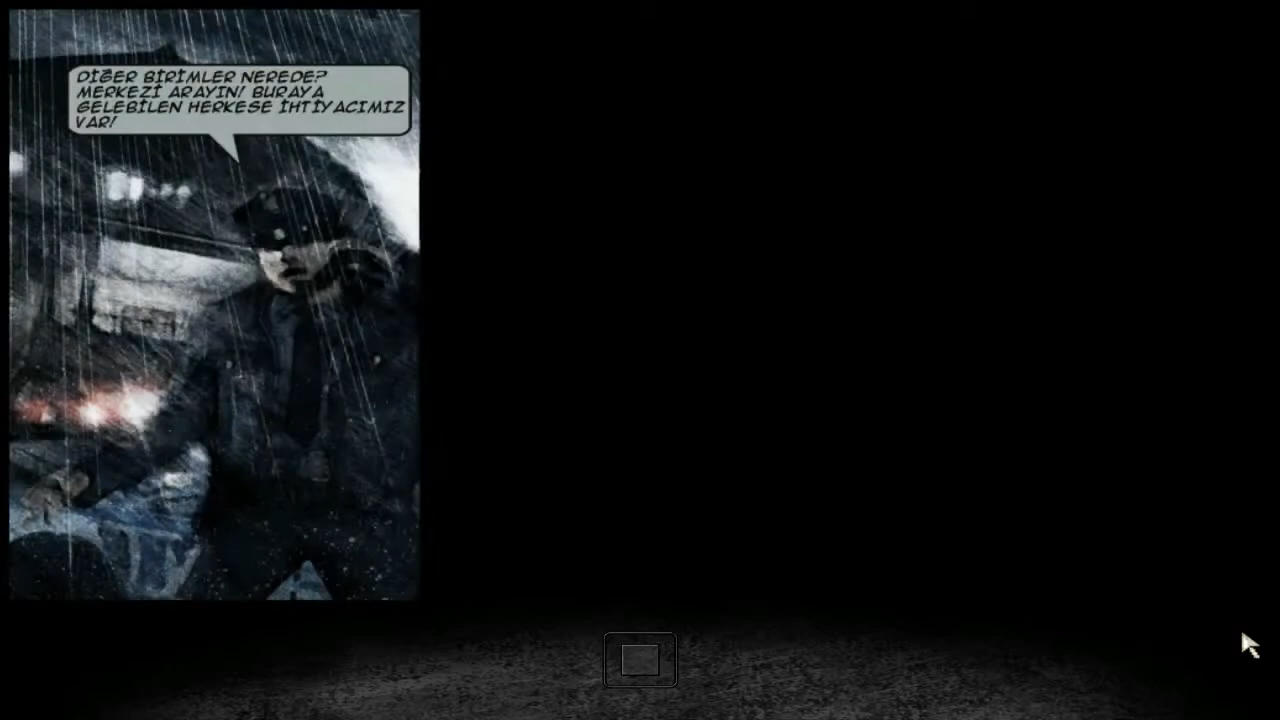 DİĞER BİRİMLER NEREDE?
MERKEZİ ARAYIN! BURAYA
GELEBİLEN HERKESE İHTİYACIMIZ
VAR!